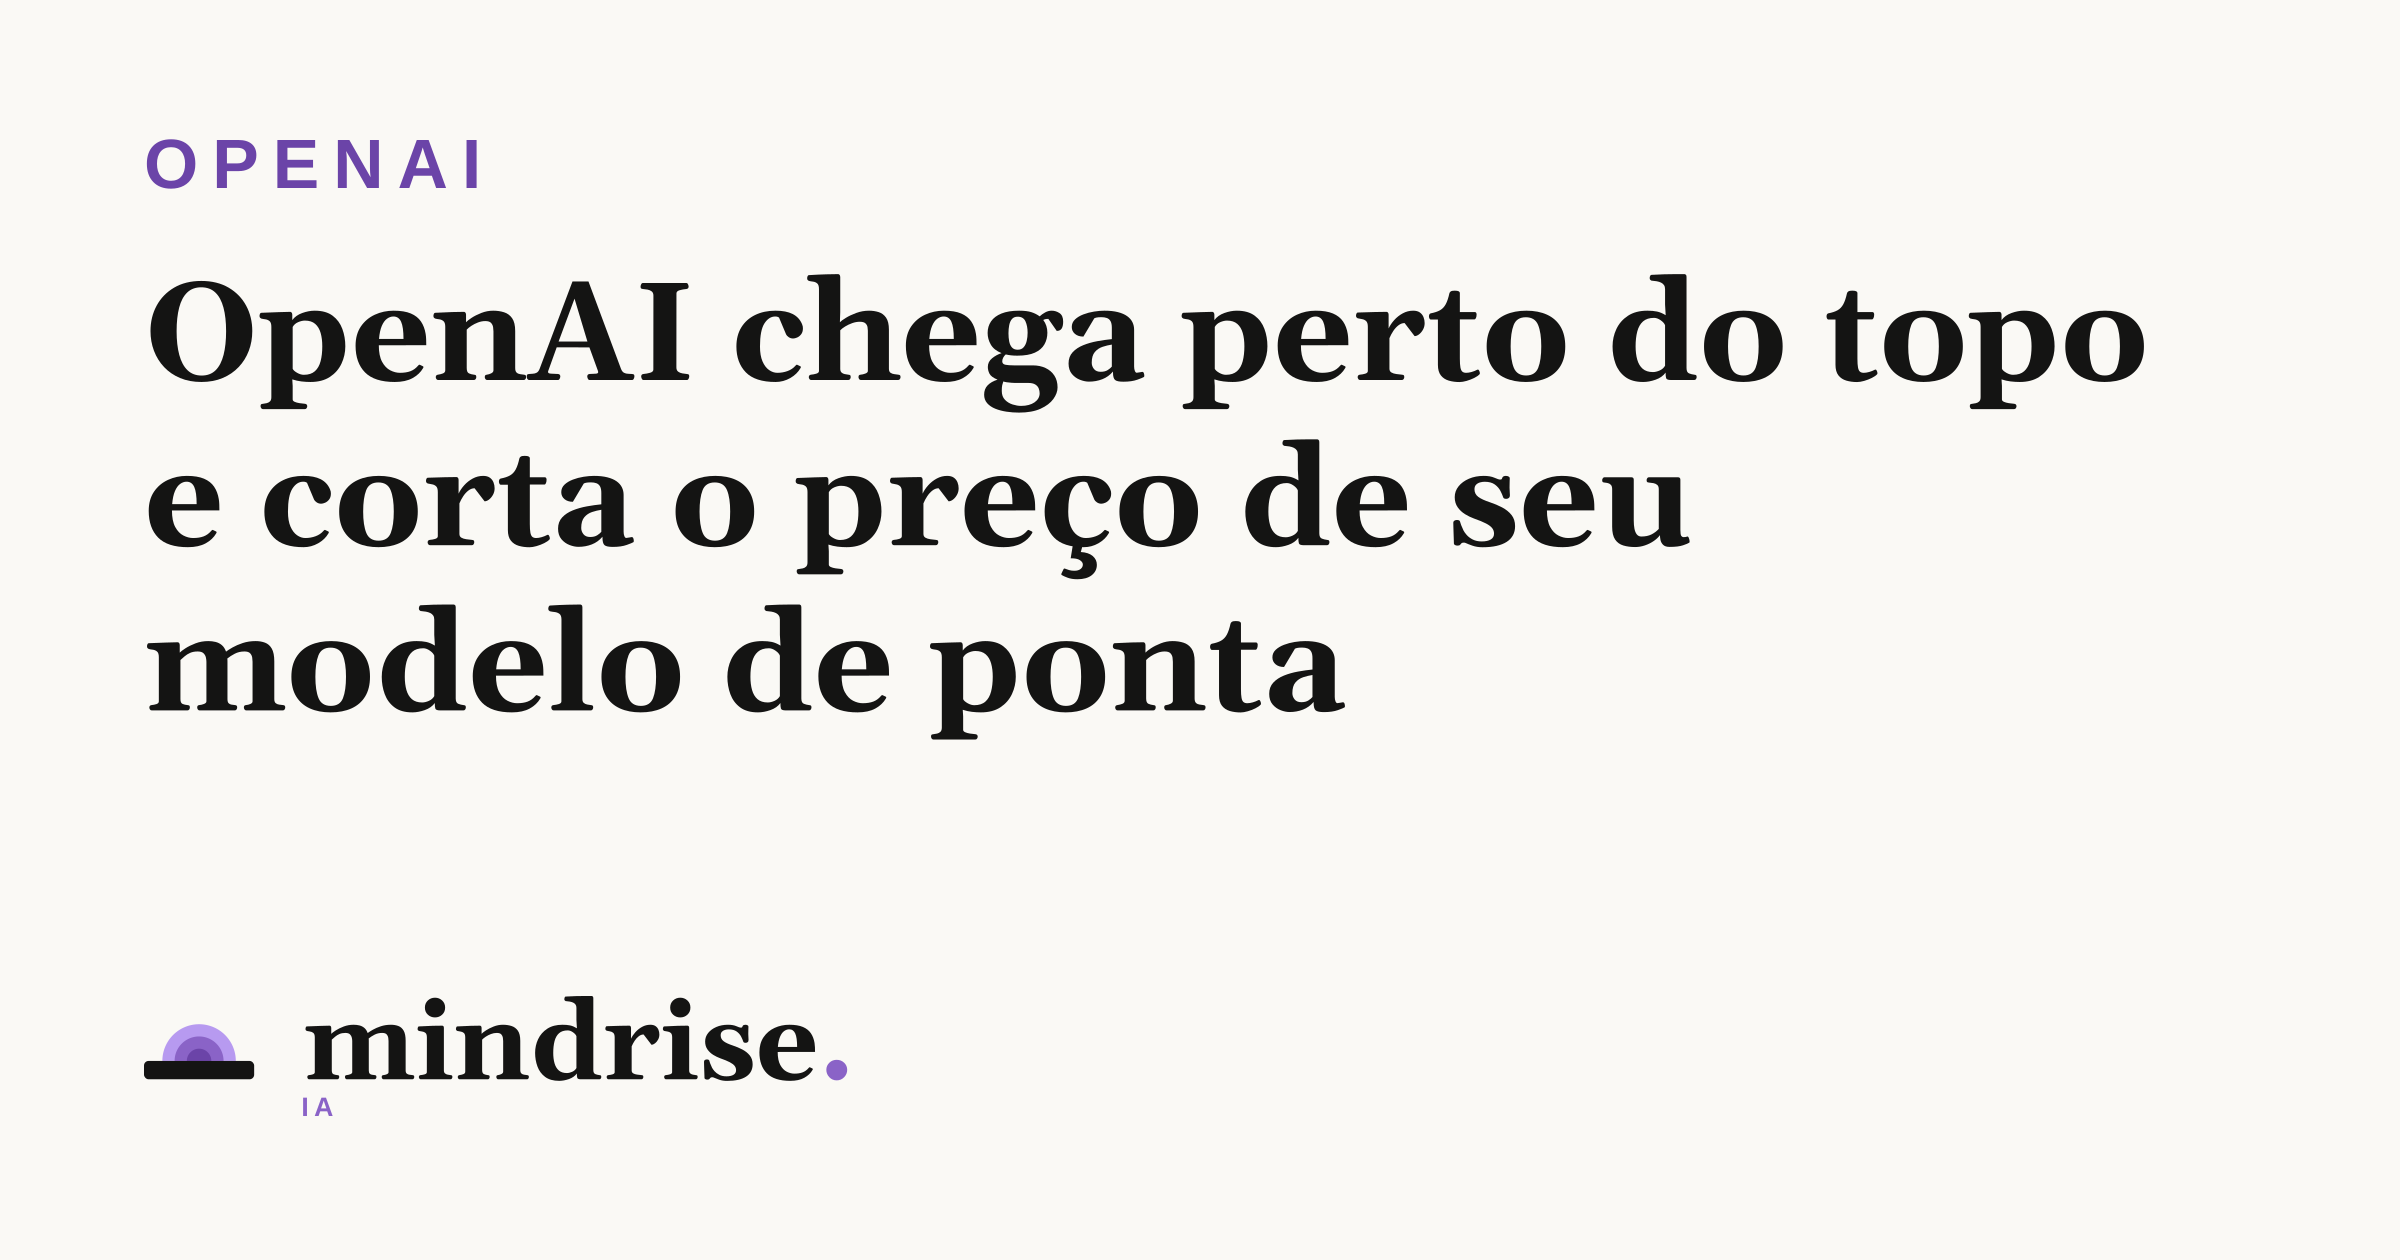 OPENAI
OpenAI chega perto do topo
e corta o preço de seu
modelo de ponta
mindrise.
IA